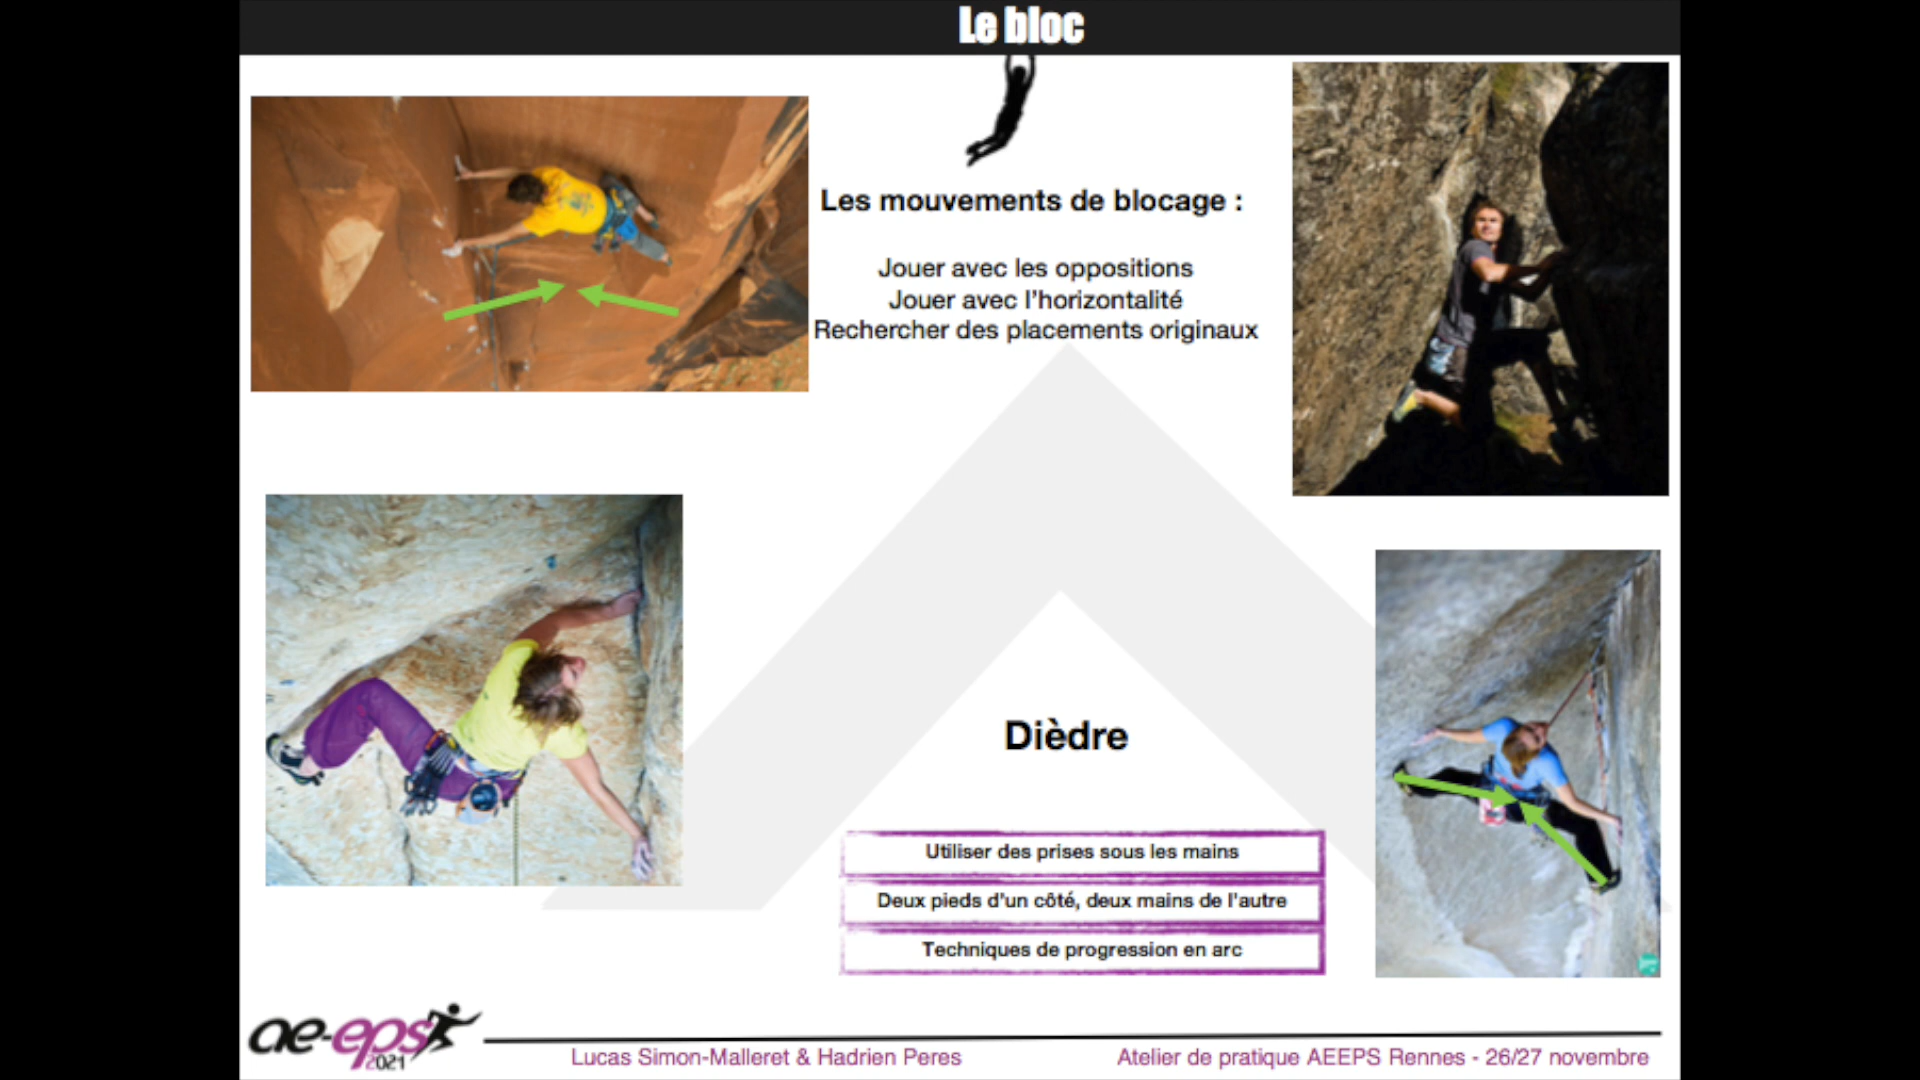 Le bloc
Les mouvements de blocage :
Jouer avec les oppositions
Jouer avec l'horizontalité
Rechercher des placements originaux
Dièdre
Utiliser des prises sous les mains
Deux pieds d'un côté, deux mains de l'autre
Techniques de progression en arc
ae-eps
2021
Lucas Simon-Malleret & Hadrien Peres
Atelier de pratique AEEPS Rennes - 26/27 novembre